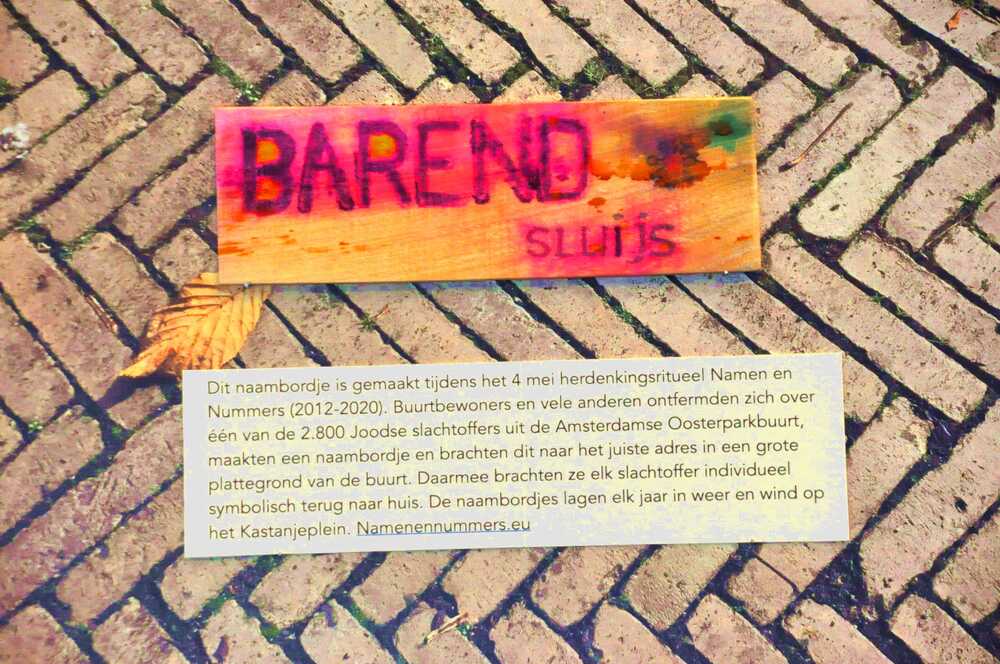 BAREND
SLUIJS
Dit naambordje is gemaakt tijdens het 4 mei herdenkingsritueel Namen en
Nummers (2012-2020). Buurtbewoners en vele anderen ontfermden zich over
één van de 2.800 Joodse slachtoffers uit de Amsterdamse Oosterparkbuurt,
maakten een naambordje en brachten dit naar het juiste adres in een grote
plattegrond van de buurt. Daarmee brachten ze elk slachtoffer individueel
symbolisch terug naar huis. De naambordjes lagen elk jaar in weer en wind op
het Kastanjeplein. Namenennummers.eu